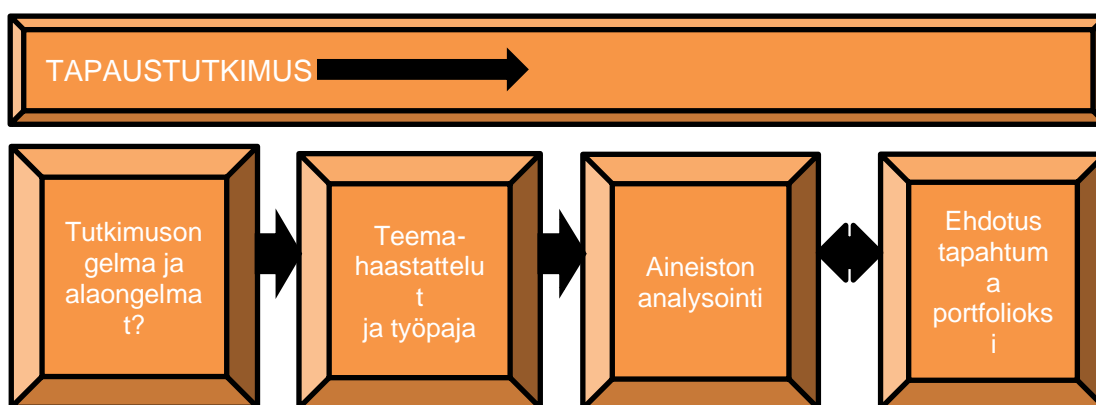 TAPAUSTUTKIMUS
Tutkimuson
gelma ja
alaongelma
t?
Teema-
haastattelu
t
ja työpaja
Aineiston
analysointi
Ehdotus
tapahtum
a
portfolioks
i